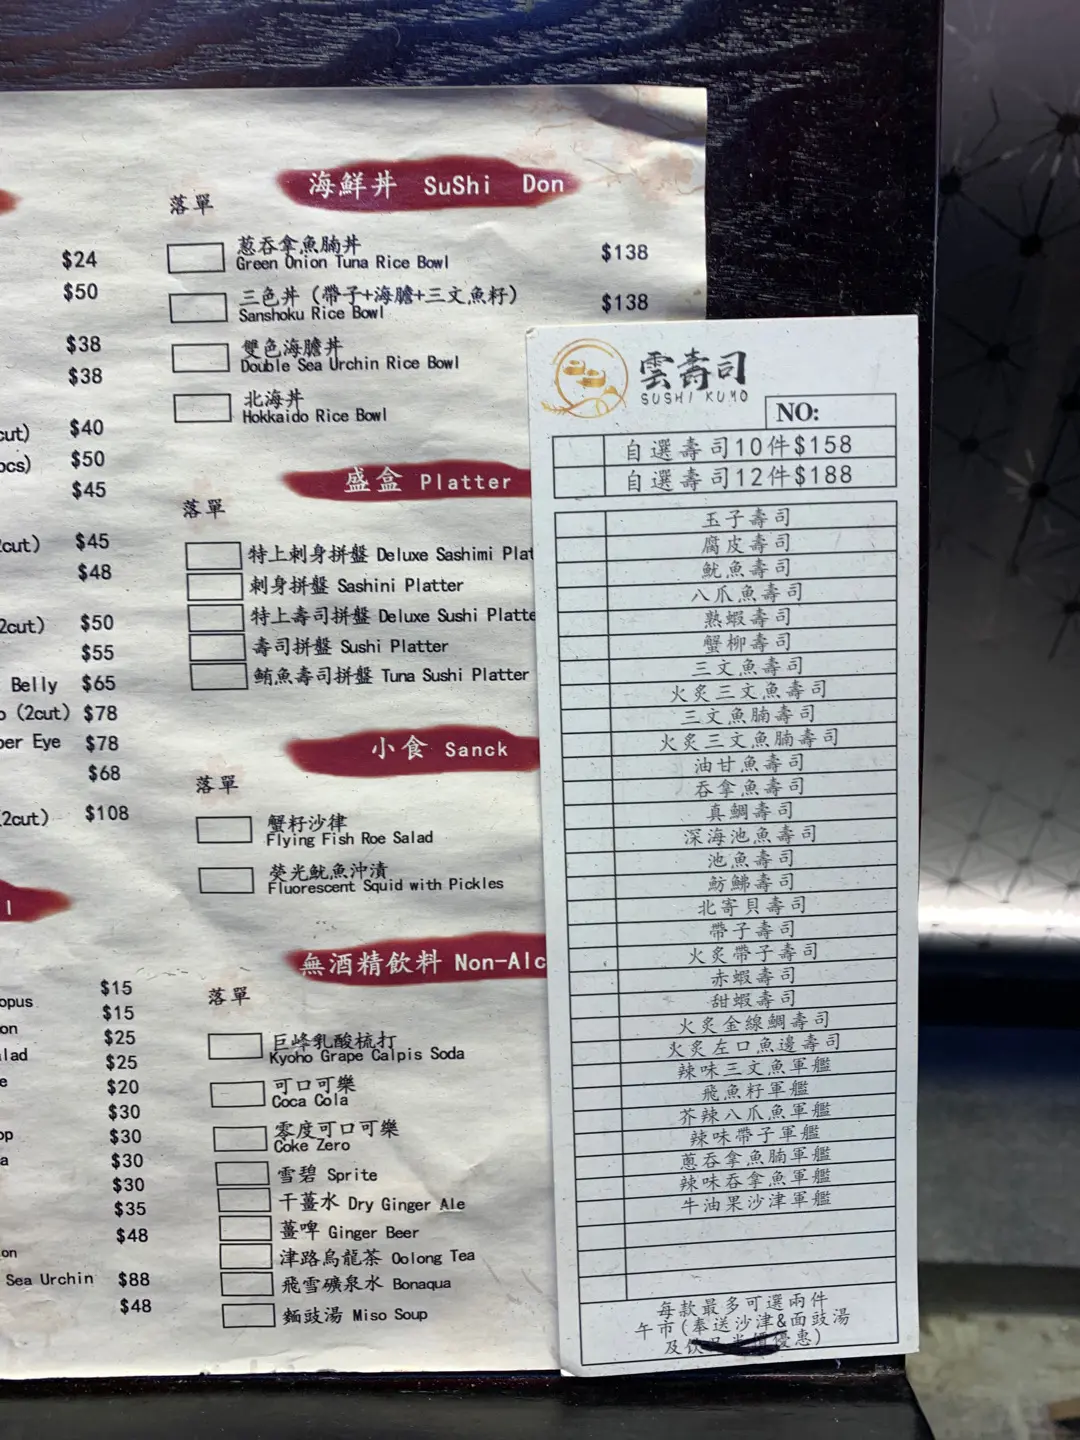 $24
$50
$38
$38
cut) $40
ocs) $50
$45
2cut) $45
$48
2cut) $50
$55
Belly $65
(2cut) $78
per Eye $78
$68
2cut) $108
$15
opus $15
on $25
lad $25
e $20
$30
op $30
a $30
$30
$35
$48
on
Sea Urchin $88
$48
海鮮丼 SuShi Don
落單
蔥吞拿魚腩丼
Green Onion Tuna Rice Bowl $138
三色丼 (帶子+海膽+三文魚籽)
Sanshoku Rice Bowl $138
雙色海膽丼
Double Sea Urchin Rice Bowl
北海丼
Hokkaido Rice Bowl
盛盒 Platter
落單
特上刺身拼盤 Deluxe Sashimi Plat
刺身拼盤 Sashini Platter
特上壽司拼盤 Deluxe Sushi Platte
壽司拼盤 Sushi Platter
鮪魚壽司拼盤 Tuna Sushi Platter
小食 Sanck
落單
蟹籽沙律
Flying Fish Roe Salad
熒光魷魚沖漬
Fluorescent Squid with Pickles
無酒精飲料 Non-Alc
落單
巨峰乳酸梳打
Kyoho Grape Calpis Soda
可口可樂
Coca Cola
零度可口可樂
Coke Zero
雪碧 Sprite
干薑水 Dry Ginger Ale
薑啤 Ginger Beer
津路烏龍茶 Oolong Tea
飛雪礦泉水 Bonaqua
麵豉湯 Miso Soup
雲壽司
SUSHI KUMO
NO:
自選壽司10件$158
自選壽司12件$188
玉子壽司
腐皮壽司
魷魚壽司
八爪魚壽司
熟蝦壽司
蟹柳壽司
三文魚壽司
火炙三文魚壽司
三文魚腩壽司
火炙三文魚腩壽司
油甘魚壽司
吞拿魚壽司
真鯛壽司
深海池魚壽司
池魚壽司
魴鮄壽司
北寄貝壽司
帶子壽司
火炙帶子壽司
赤蝦壽司
甜蝦壽司
火炙金線鯛壽司
火炙左口魚邊壽司
辣味三文魚軍艦
飛魚籽軍艦
芥辣八爪魚軍艦
辣味帶子軍艦
蔥吞拿魚腩軍艦
辣味吞拿魚軍艦
牛油果沙津軍艦
每款最多可選兩件
午市(奉送沙津&面豉湯
及飲 優惠)